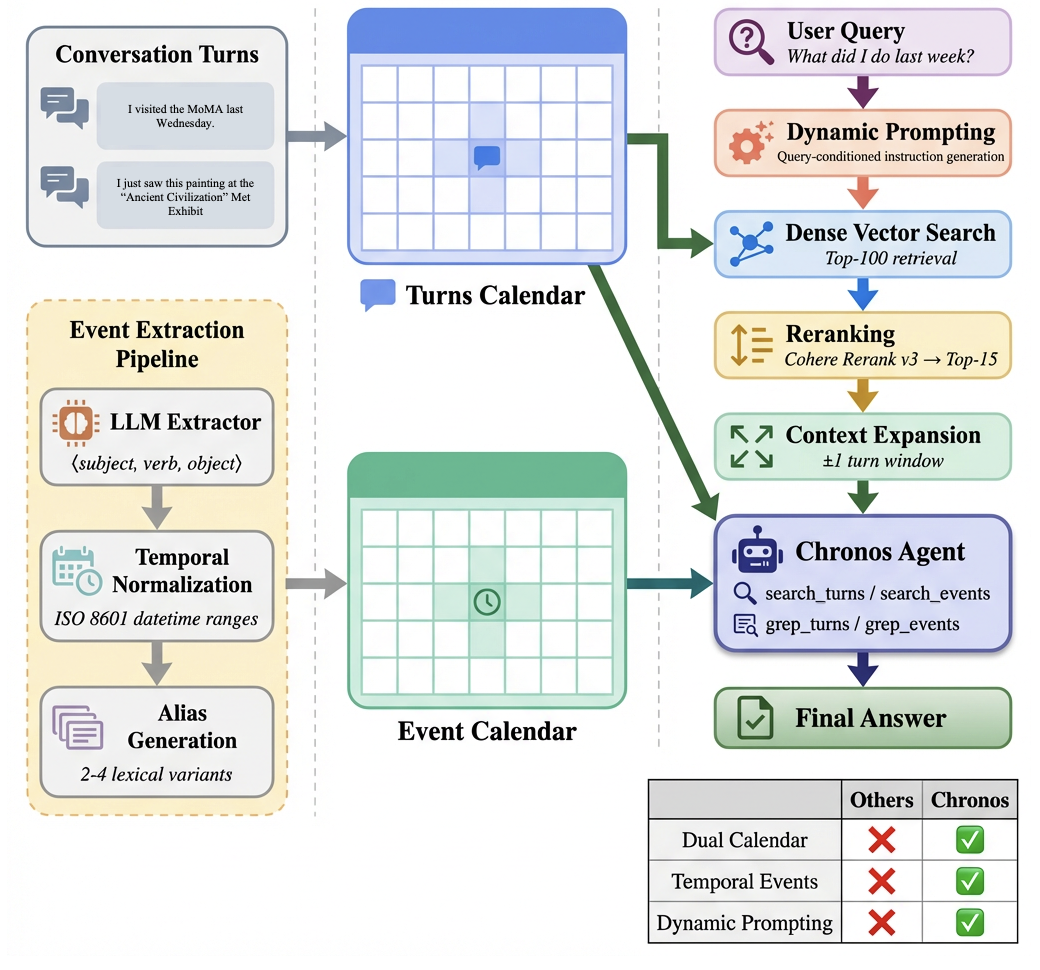 Conversation Turns
I visited the MoMA last
Wednesday.
I just saw this painting at the
“Ancient Civilization” Met
Exhibit
Event Extraction
Pipeline
LLM Extractor
⟨subject, verb, object⟩
Temporal
Normalization
ISO 8601 datetime ranges
Alias
Generation
2-4 lexical variants
Turns Calendar
Event Calendar
User Query
What did I do last week?
Dynamic Prompting
Query-conditioned instruction generation
Dense Vector Search
Top-100 retrieval
Reranking
Cohere Rerank v3 → Top-15
Context Expansion
±1 turn window
Chronos Agent
search_turns / search_events
grep_turns / grep_events
Final Answer
Others Chronos
Dual Calendar ❌ ✅
Temporal Events ❌ ✅
Dynamic Prompting ❌ ✅